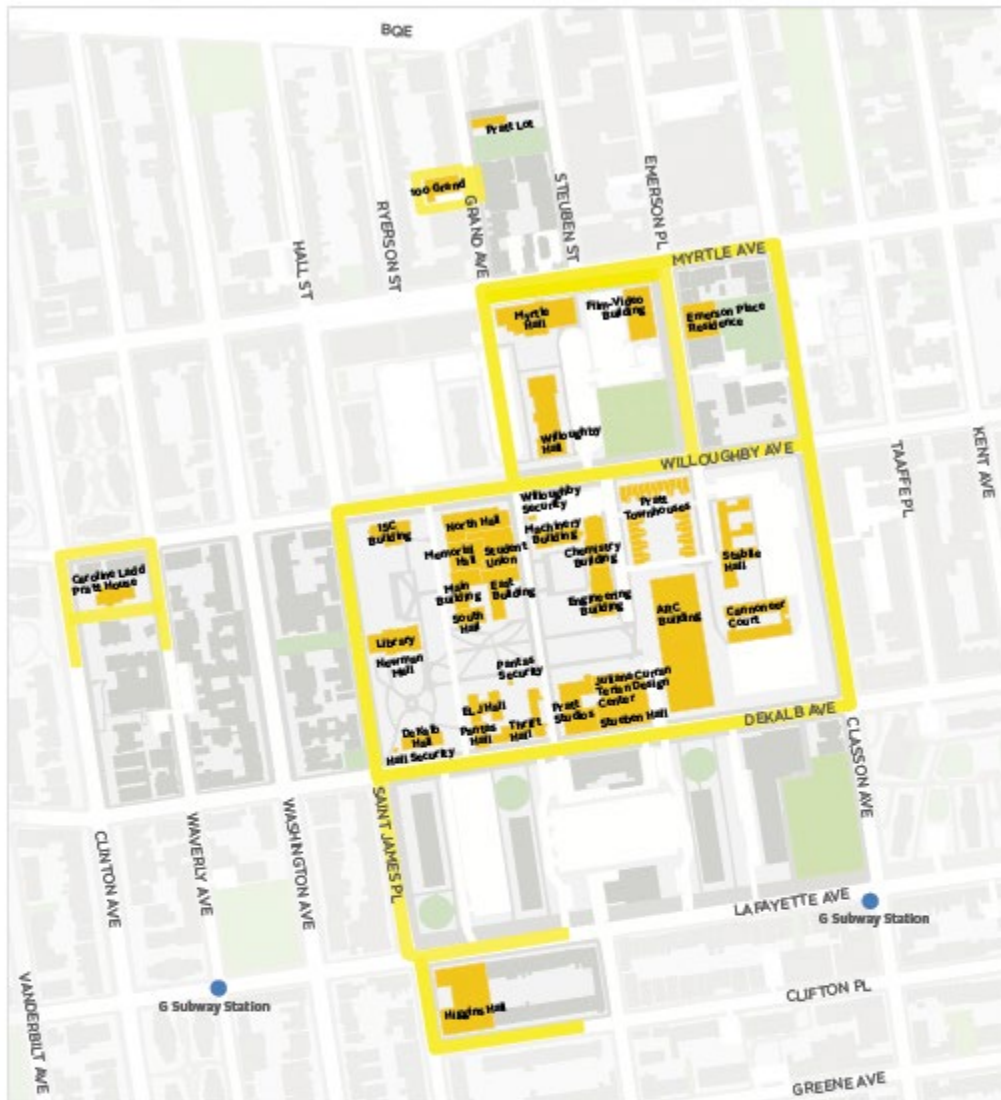 BQE
Pratt Lot
100 Grand
GRAND AVE
STEUBEN ST
EMERSON PL
RYERSON ST
HALL ST
MYRTLE AVE
Myrtle
Hall
Film-Video
Building
Emerson Place
Residence
Willoughby
Hall
WILLOUGHBY AVE
TAAFFE PL
KENT AVE
Willoughby
Security
Pratt
Townhouses
ISC
Building
North Hall
Machinery
Building
Memorial
Hall
Student
Union
Chemistry
Building
Stabile
Hall
Caroline Ladd
Pratt House
Main
Building
East
Building
South
Hall
Engineering
Building
ARC
Building
Cannoneer
Court
Library
Newman
Hall
Pantas
Security
Juliana Curran
Terian Design
Center
Pratt
Studios
Steuben Hall
ELJ Hall
Pantas
Hall
Thrift
Hall
DeKalb
Hall
Hall Security
DEKALB AVE
CLASSON AVE
SAINT JAMES PL
WASHINGTON AVE
WAVERLY AVE
CLINTON AVE
VANDERBILT AVE
LAFAYETTE AVE
G Subway Station
G Subway Station
Higgins Hall
CLIFTON PL
GREENE AVE